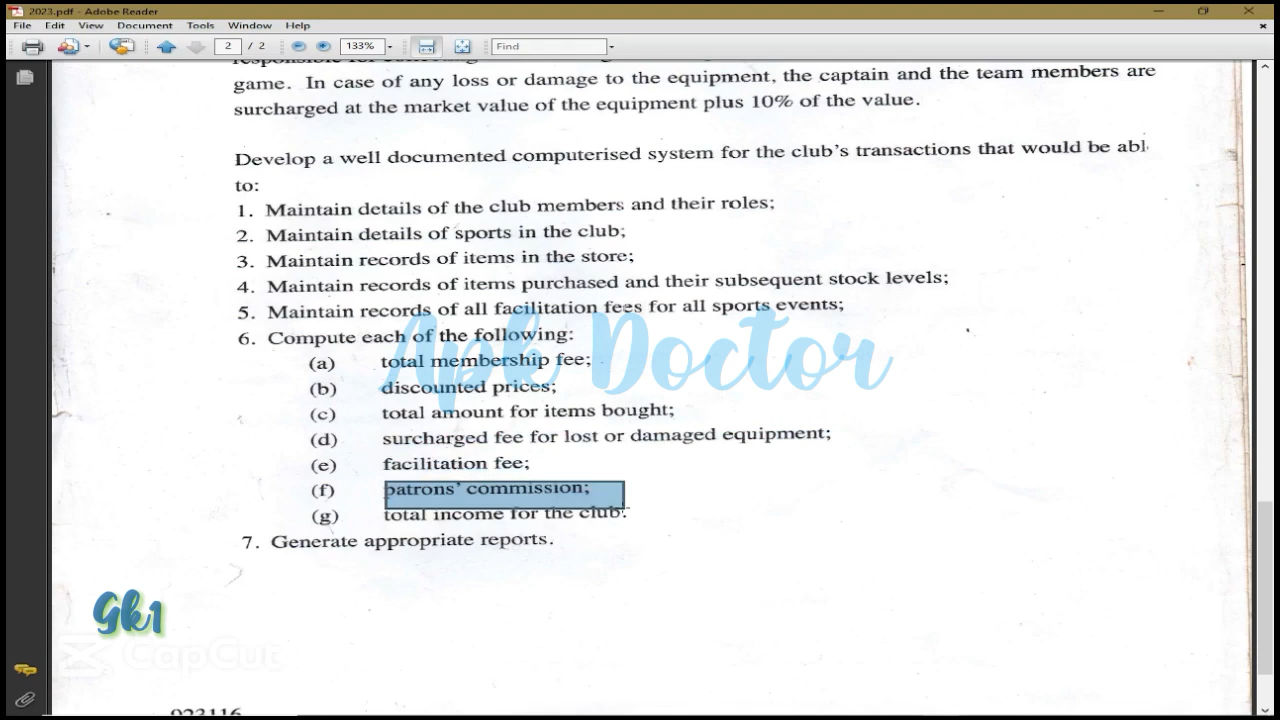 2023.pdf - Adobe Reader
File Edit View Document Tools Window Help
2 / 2 133% Find
game. In case of any loss or damage to the equipment, the captain and the team members are
surcharged at the market value of the equipment plus 10% of the value.
Develop a well documented computerised system for the club's transactions that would be abl
to:
1. Maintain details of the club members and their roles;
2. Maintain details of sports in the club;
3. Maintain records of items in the store;
4. Maintain records of items purchased and their subsequent stock levels;
5. Maintain records of all facilitation fees for all sports events;
6. Compute each of the following:
(a) total membership fee;
(b) discounted prices;
(c) total amount for items bought;
(d) surcharged fee for lost or damaged equipment;
(e) facilitation fee;
(f) patrons' commission;
(g) total income for the club.
7. Generate appropriate reports.
Apk Doctor
Gk1
CapCut